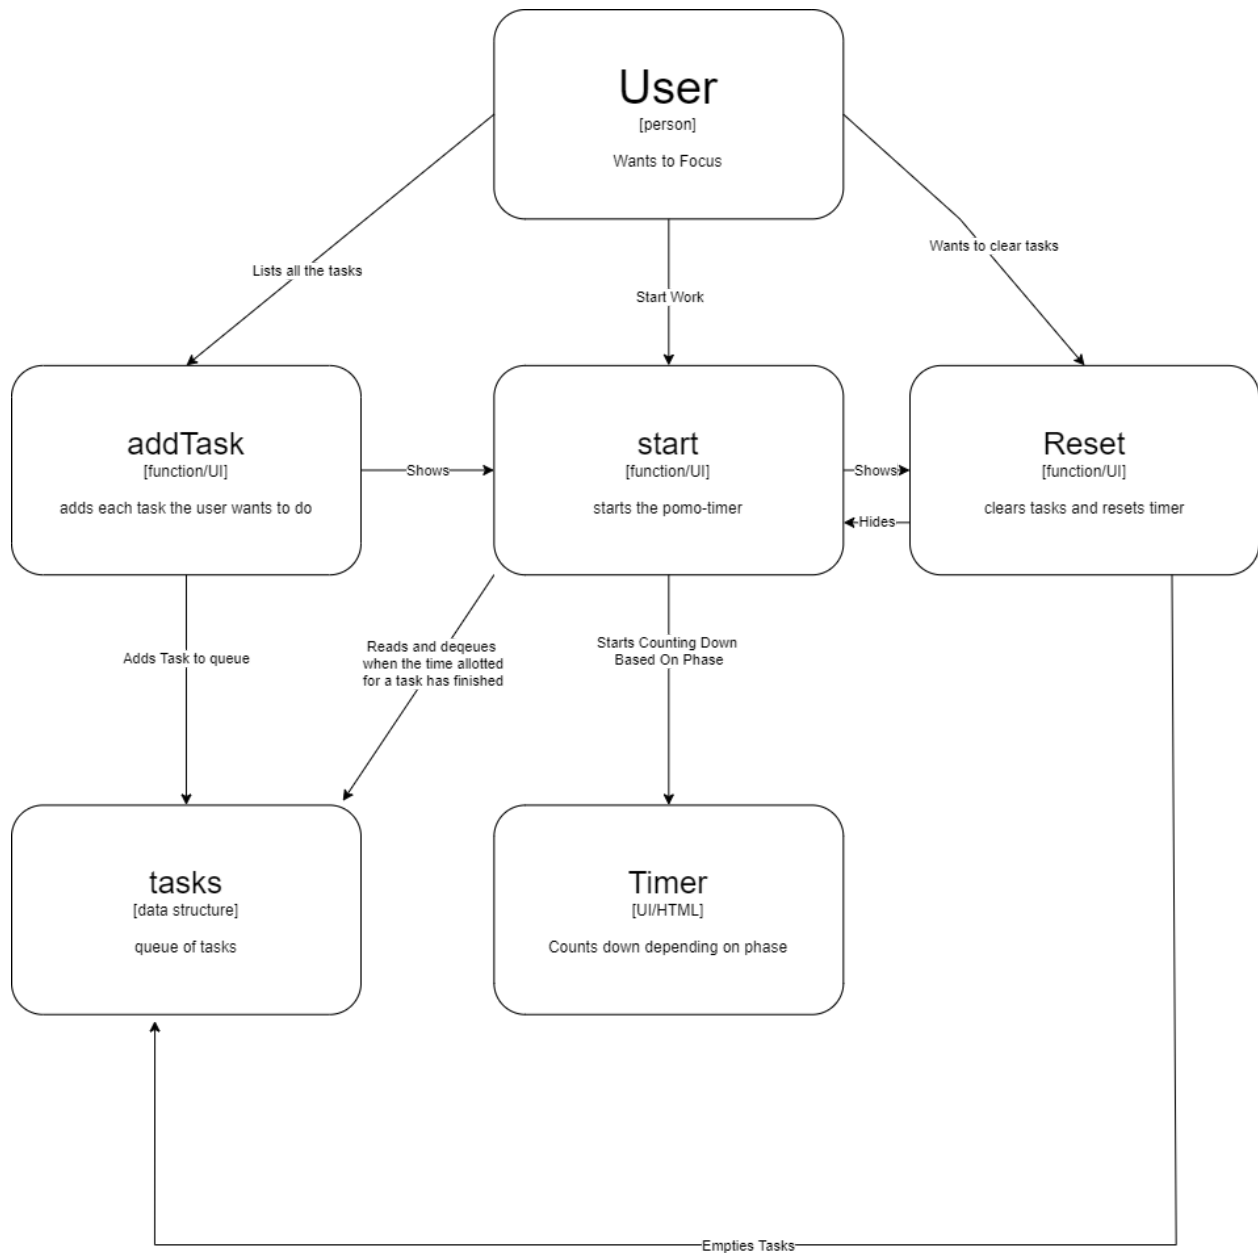 User
[person]
Wants to Focus
Lists all the tasks
Start Work
Wants to clear tasks
addTask
[function/UI]
adds each task the user wants to do
Shows
start
[function/UI]
starts the pomo-timer
Shows
Hides
Reset
[function/UI]
clears tasks and resets timer
Adds Task to queue
Reads and deqeues
when the time allotted
for a task has finished
Starts Counting Down
Based On Phase
tasks
[data structure]
queue of tasks
Timer
[UI/HTML]
Counts down depending on phase
Empties Tasks